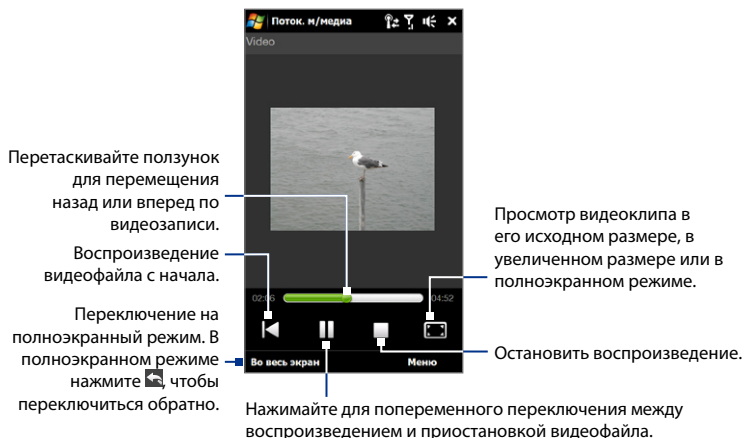 Поток. м/медиа
Video
Перетаскивайте ползунок
для перемещения
назад или вперед по
видеозаписи.
Воспроизведение
видеофайла с начала.
Переключение на
полноэкранный режим. В
полноэкранном режиме
нажмите , чтобы
переключиться обратно.
02:06
04:52
Во весь экран
Меню
Просмотр видеоклипа в
его исходном размере, в
увеличенном размере или в
полноэкранном режиме.
Остановить воспроизведение.
Нажимайте для попеременного переключения между
воспроизведением и приостановкой видеофайла.